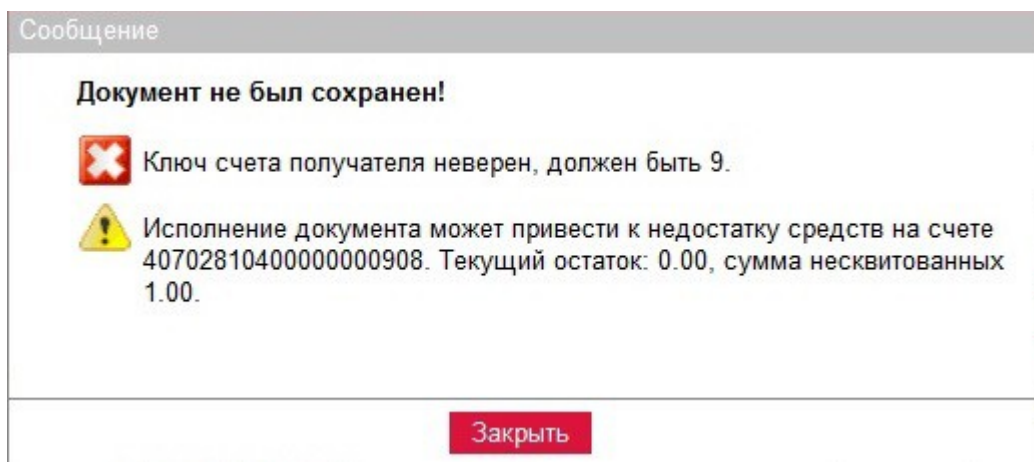 Сообщение
Документ не был сохранен!
Ключ счета получателя неверен, должен быть 9.
Исполнение документа может привести к недостатку средств на счете
40702810400000000908. Текущий остаток: 0.00, сумма несквитованных
1.00.
Закрыть